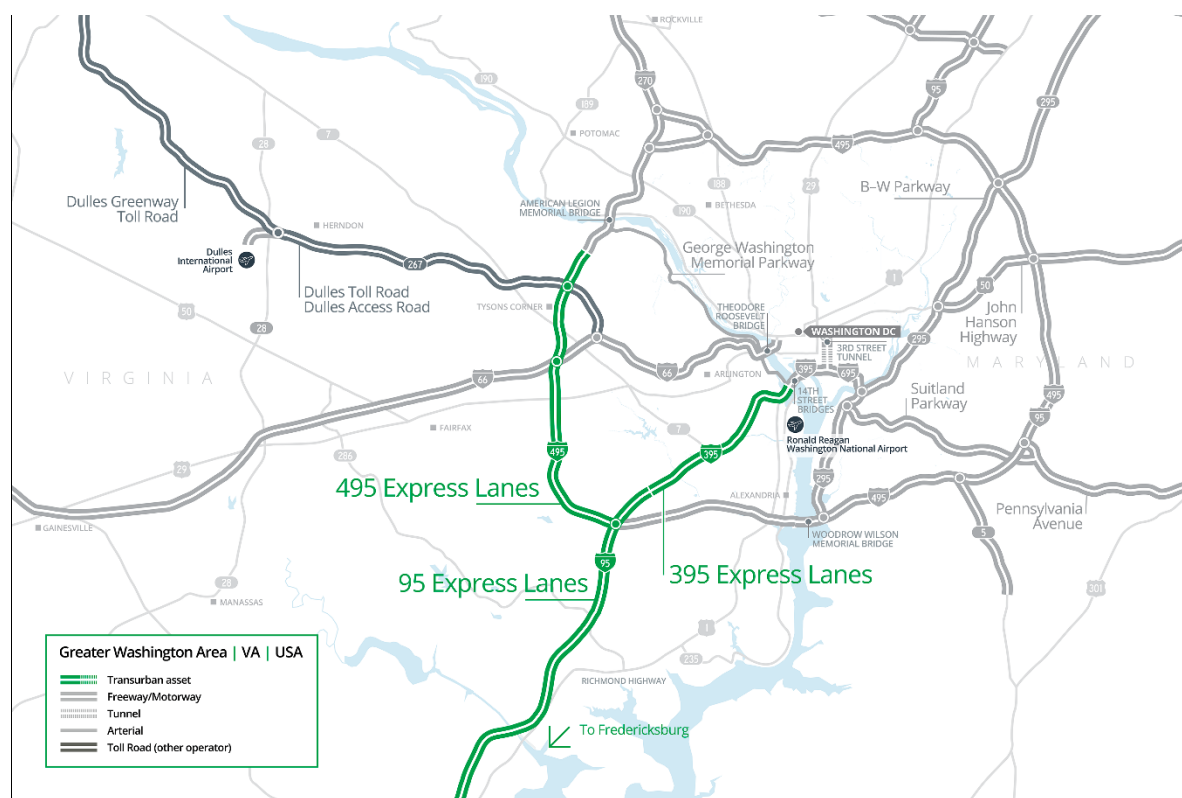 ROCKVILLE
270
95
295
190
189
7
28
POTOMAC
495
188
29
B–W Parkway
Dulles Greenway
Toll Road
AMERICAN LEGION
MEMORIAL BRIDGE
190
BETHESDA
HERNDON
George Washington
Memorial Parkway
Dulles
International
Airport
267
1
50
Dulles Toll Road
Dulles Access Road
TYSONS CORNER
THEODORE
ROOSEVELT
BRIDGE
John
Hanson
Highway
50
28
WASHINGTON DC
3RD STREET
TUNNEL
295
MARYLAND
VIRGINIA
66
66
ARLINGTON
395
695
14TH
STREET
BRIDGES
Suitland
Parkway
495
95
FAIRFAX
7
Ronald Reagan
Washington National Airport
495
395
286
29
295
495 Express Lanes
ALEXANDRIA
495
Pennsylvania
Avenue
GAINESVILLE
WOODROW WILSON
MEMORIAL BRIDGE
5
95
395 Express Lanes
95 Express Lanes
28
301
MANASSAS
1
235
RICHMOND HIGHWAY
To Fredericksburg
Greater Washington Area | VA | USA
Transurban asset
Freeway/Motorway
Tunnel
Arterial
Toll Road (other operator)